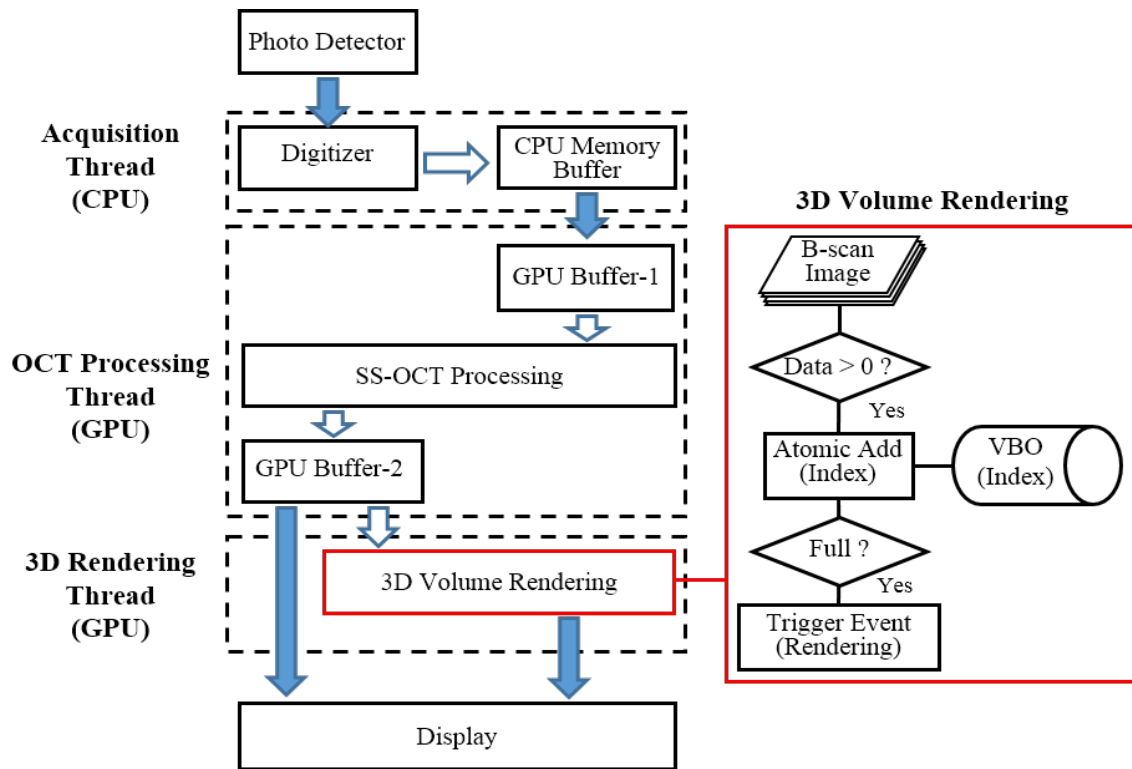 Photo Detector
Acquisition
Thread
(CPU)
Digitizer
CPU Memory
Buffer
GPU Buffer-1
OCT Processing
Thread
(GPU)
SS-OCT Processing
GPU Buffer-2
3D Rendering
Thread
(GPU)
3D Volume Rendering
Display
3D Volume Rendering
B-scan
Image
Data > 0 ?
Yes
Atomic Add
(Index)
VBO
(Index)
Full ?
Yes
Trigger Event
(Rendering)